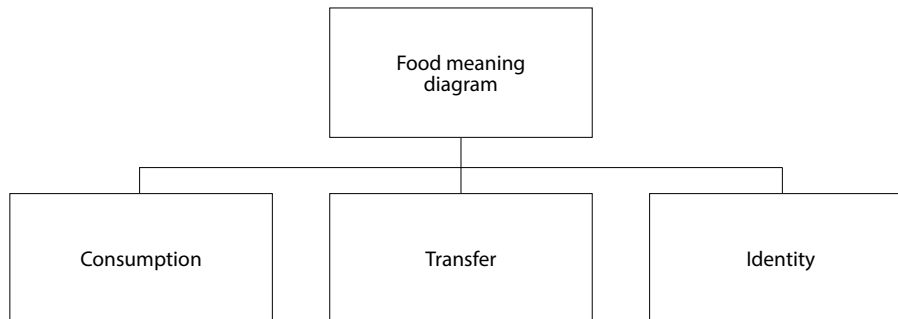 Food meaning
diagram
Consumption
Transfer
Identity